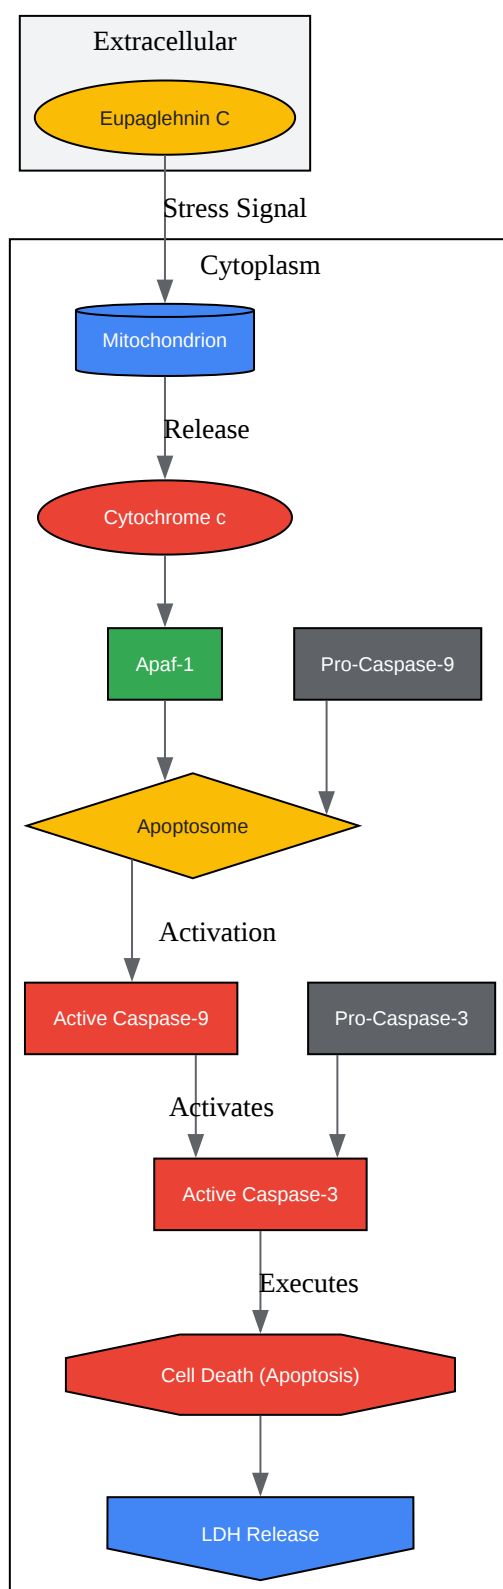 Extracellular
Eupaglehnin C
Stress Signal
Cytoplasm
Mitochondrion
Release
Cytochrome c
Apaf-1
Pro-Caspase-9
Apoptosome
Activation
Active Caspase-9
Pro-Caspase-3
Activates
Active Caspase-3
Executes
Cell Death (Apoptosis)
LDH Release